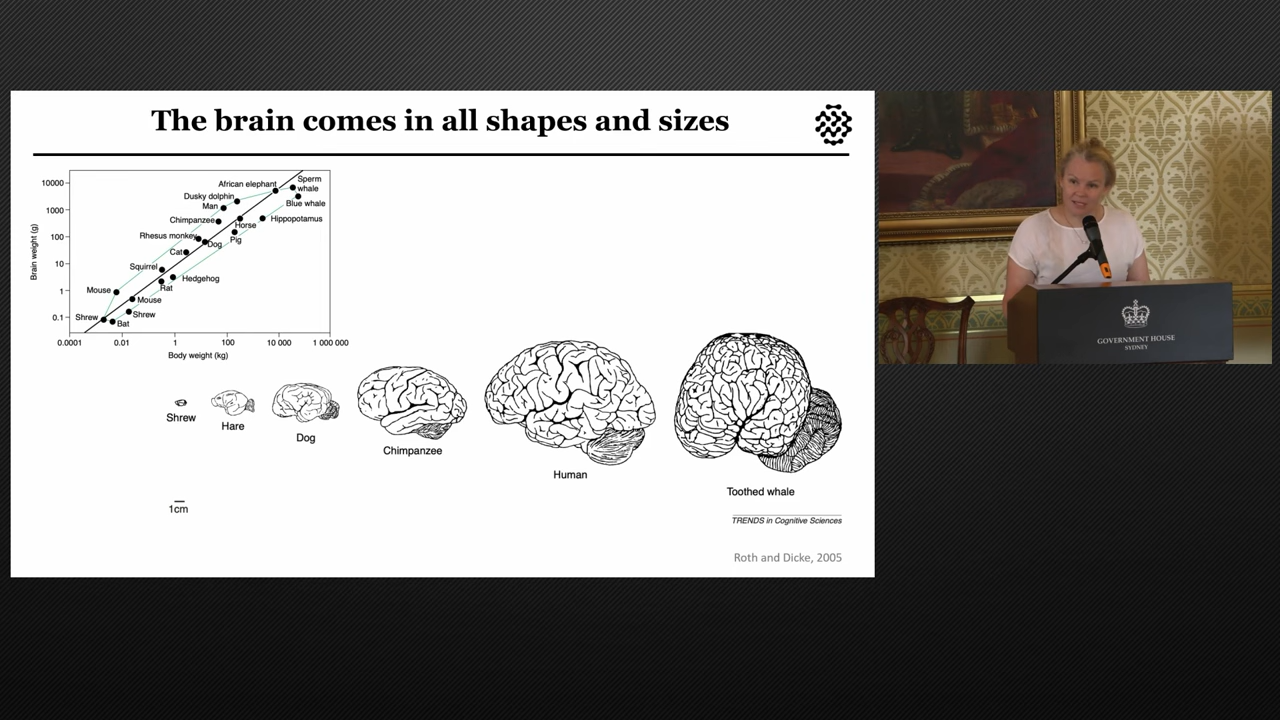 The brain comes in all shapes and sizes
Brain weight (g)
10000
1000
100
10
1
0.1
0.0001
0.01
1
100
10 000
1 000 000
Body weight (kg)
African elephant
Sperm
whale
Dusky dolphin
Blue whale
Man
Chimpanzee
Hippopotamus
Horse
Rhesus monkey
Dog
Pig
Cat
Squirrel
Hedgehog
Rat
Mouse
Mouse
Shrew
Shrew
Bat
Shrew
Hare
Dog
Chimpanzee
Human
Toothed whale
1cm
TRENDS in Cognitive Sciences
Roth and Dicke, 2005
GOVERNMENT HOUSE
SYDNEY